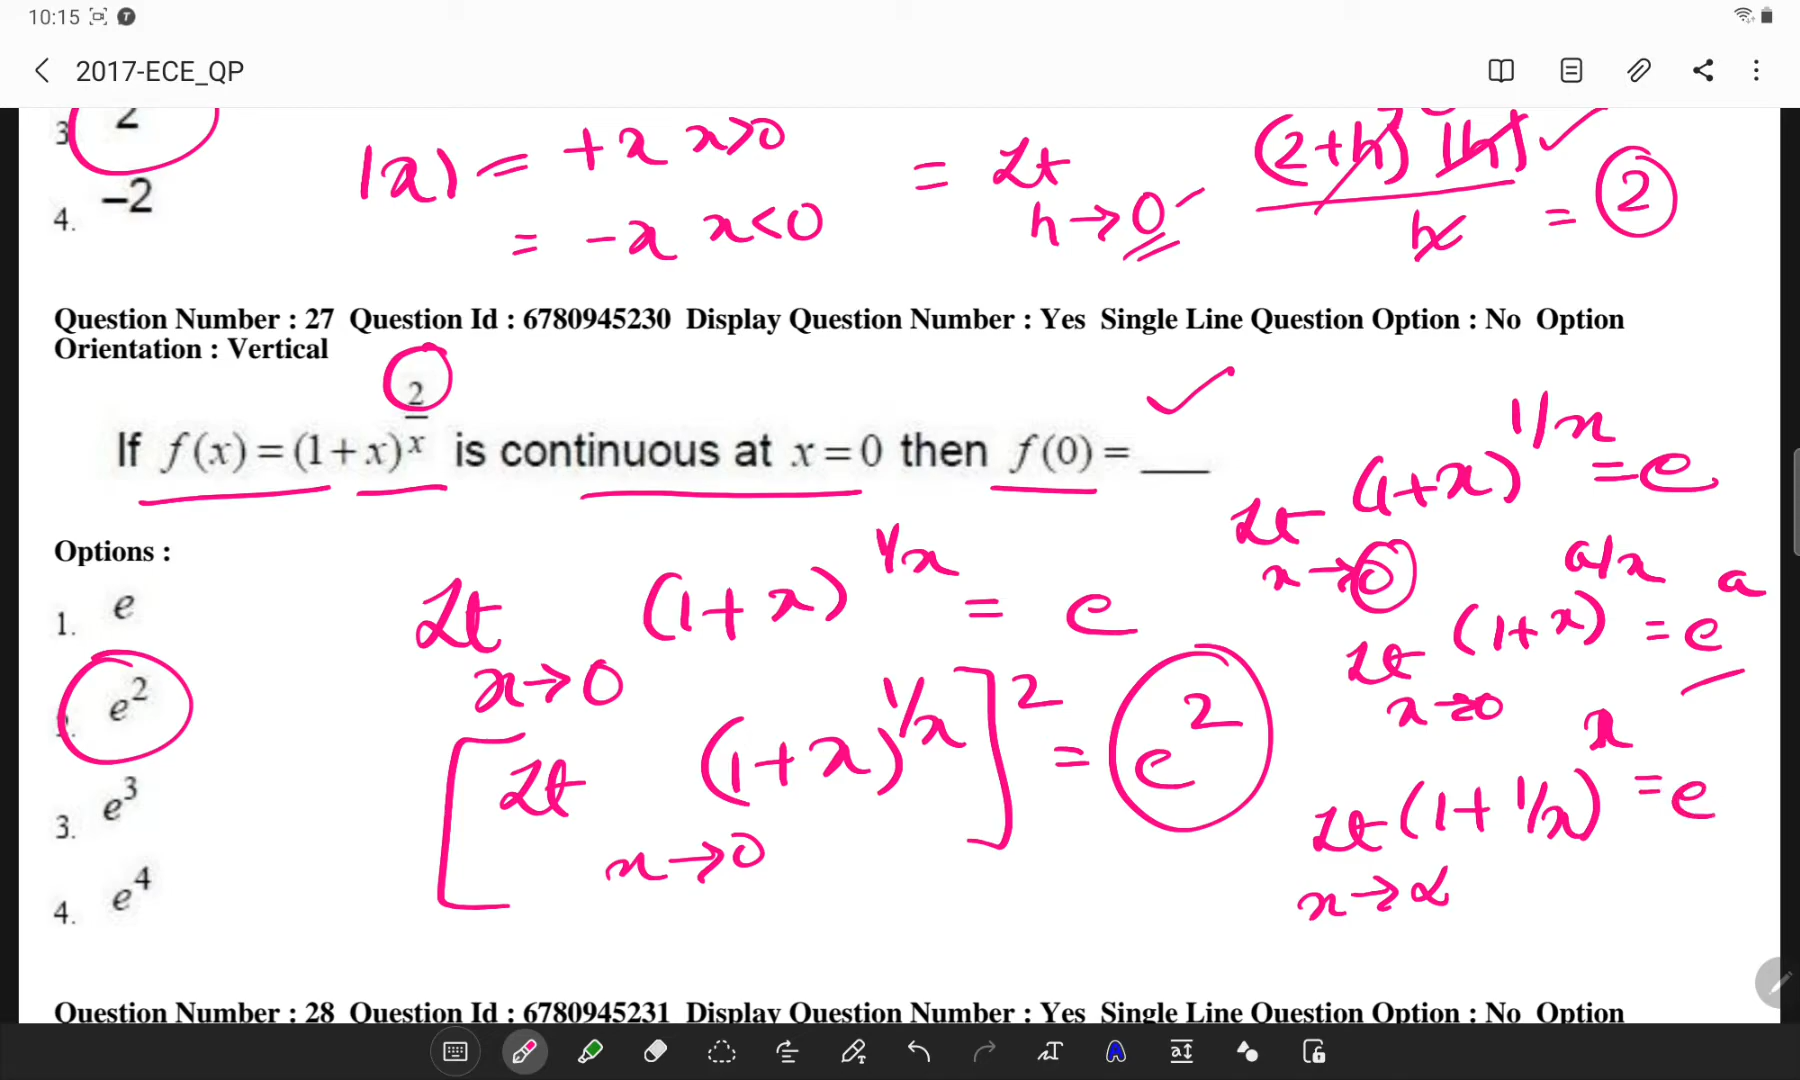 10:15
2017-ECE_QP
3 2
|x| = +x x>0
= -x x<0
= Lt h→0 (2+h) |h| / h = 2
4. −2
Question Number : 27 Question Id : 6780945230 Display Question Number : Yes Single Line Question Option : No Option
Orientation : Vertical
If f(x) = (1+x)^(2/x) is continuous at x = 0 then f(0) = ___
Lt x→0 (1+x)^(1/x) = e
Lt x→0 (1+x)^(a/x) = e^a
Lt x→∞ (1+1/x)^x = e
Options :
1. e
e^2
3. e^3
4. e^4
Lt x→0 (1+x)^(1/x) = e
[Lt x→0 (1+x)^(1/x)]^2 = e^2
Question Number : 28 Question Id : 6780945231 Display Question Number : Yes Single Line Question Option : No Option